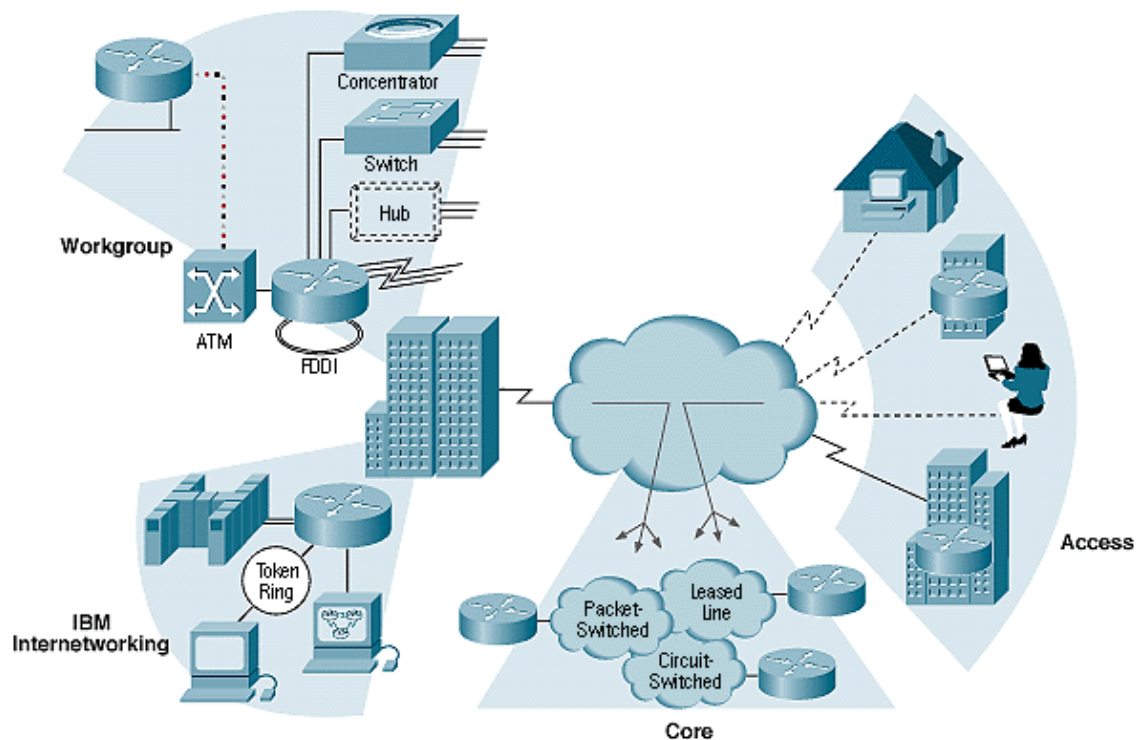 Concentrator
Switch
Hub
Workgroup
ATM
FDDI
Access
Token
Ring
IBM
Internetworking
Packet-
Switched
Leased
Line
Circuit-
Switched
Core